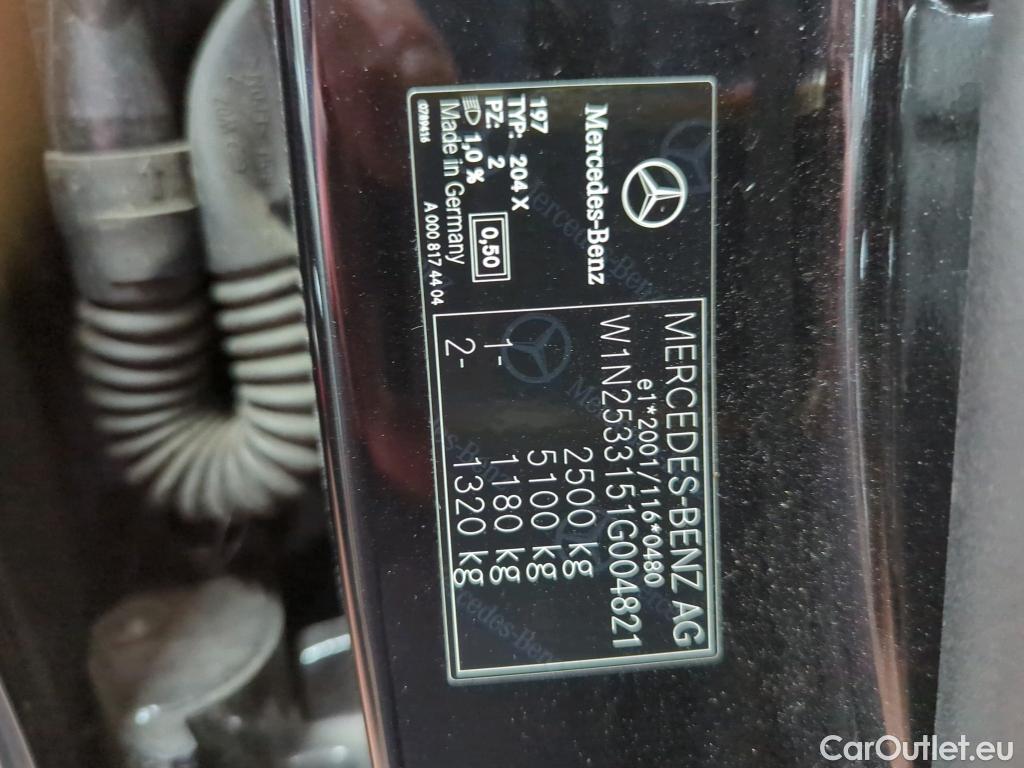 Mercedes-Benz
197
TYP: 204 X
PZ: 2
1,0 %
0,50
Made in Germany
0789416
A 000 817 44 04
MERCEDES-BENZ AG
e1*2001/116*0480
W1N2533151G004821
2500 kg
5100 kg
1- 1180 kg
2- 1320 kg
CarOutlet.eu